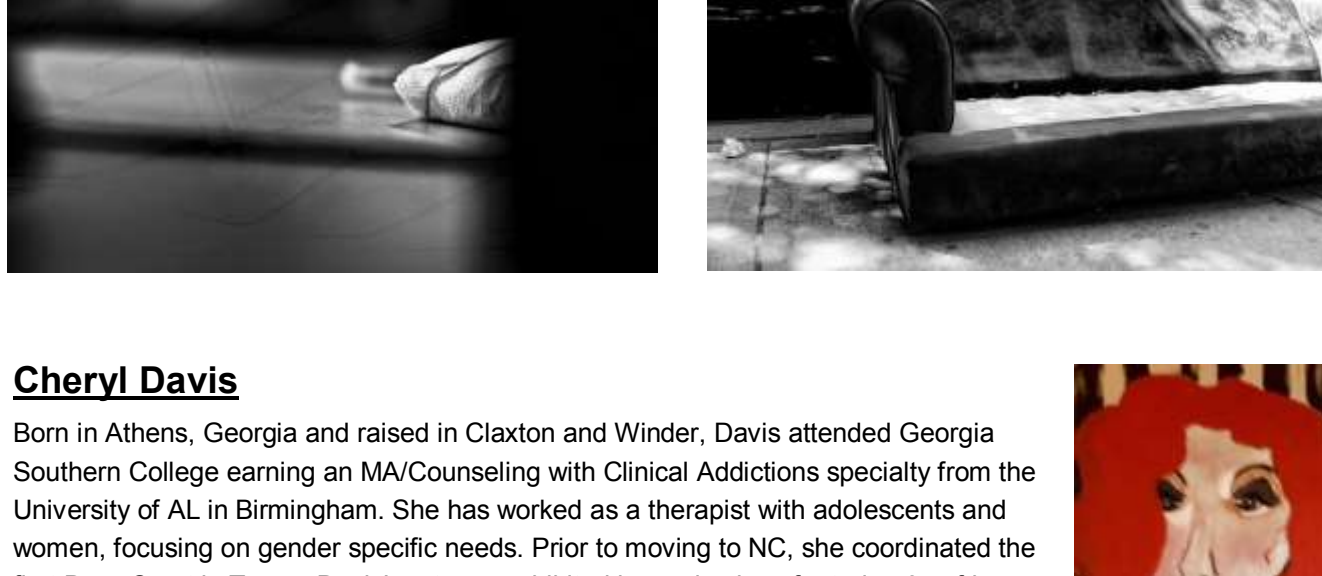 Cheryl Davis
Born in Athens, Georgia and raised in Claxton and Winder, Davis attended Georgia
Southern College earning an MA/Counseling with Clinical Addictions specialty from the
University of AL in Birmingham. She has worked as a therapist with adolescents and
women, focusing on gender specific needs. Prior to moving to NC, she coordinated the